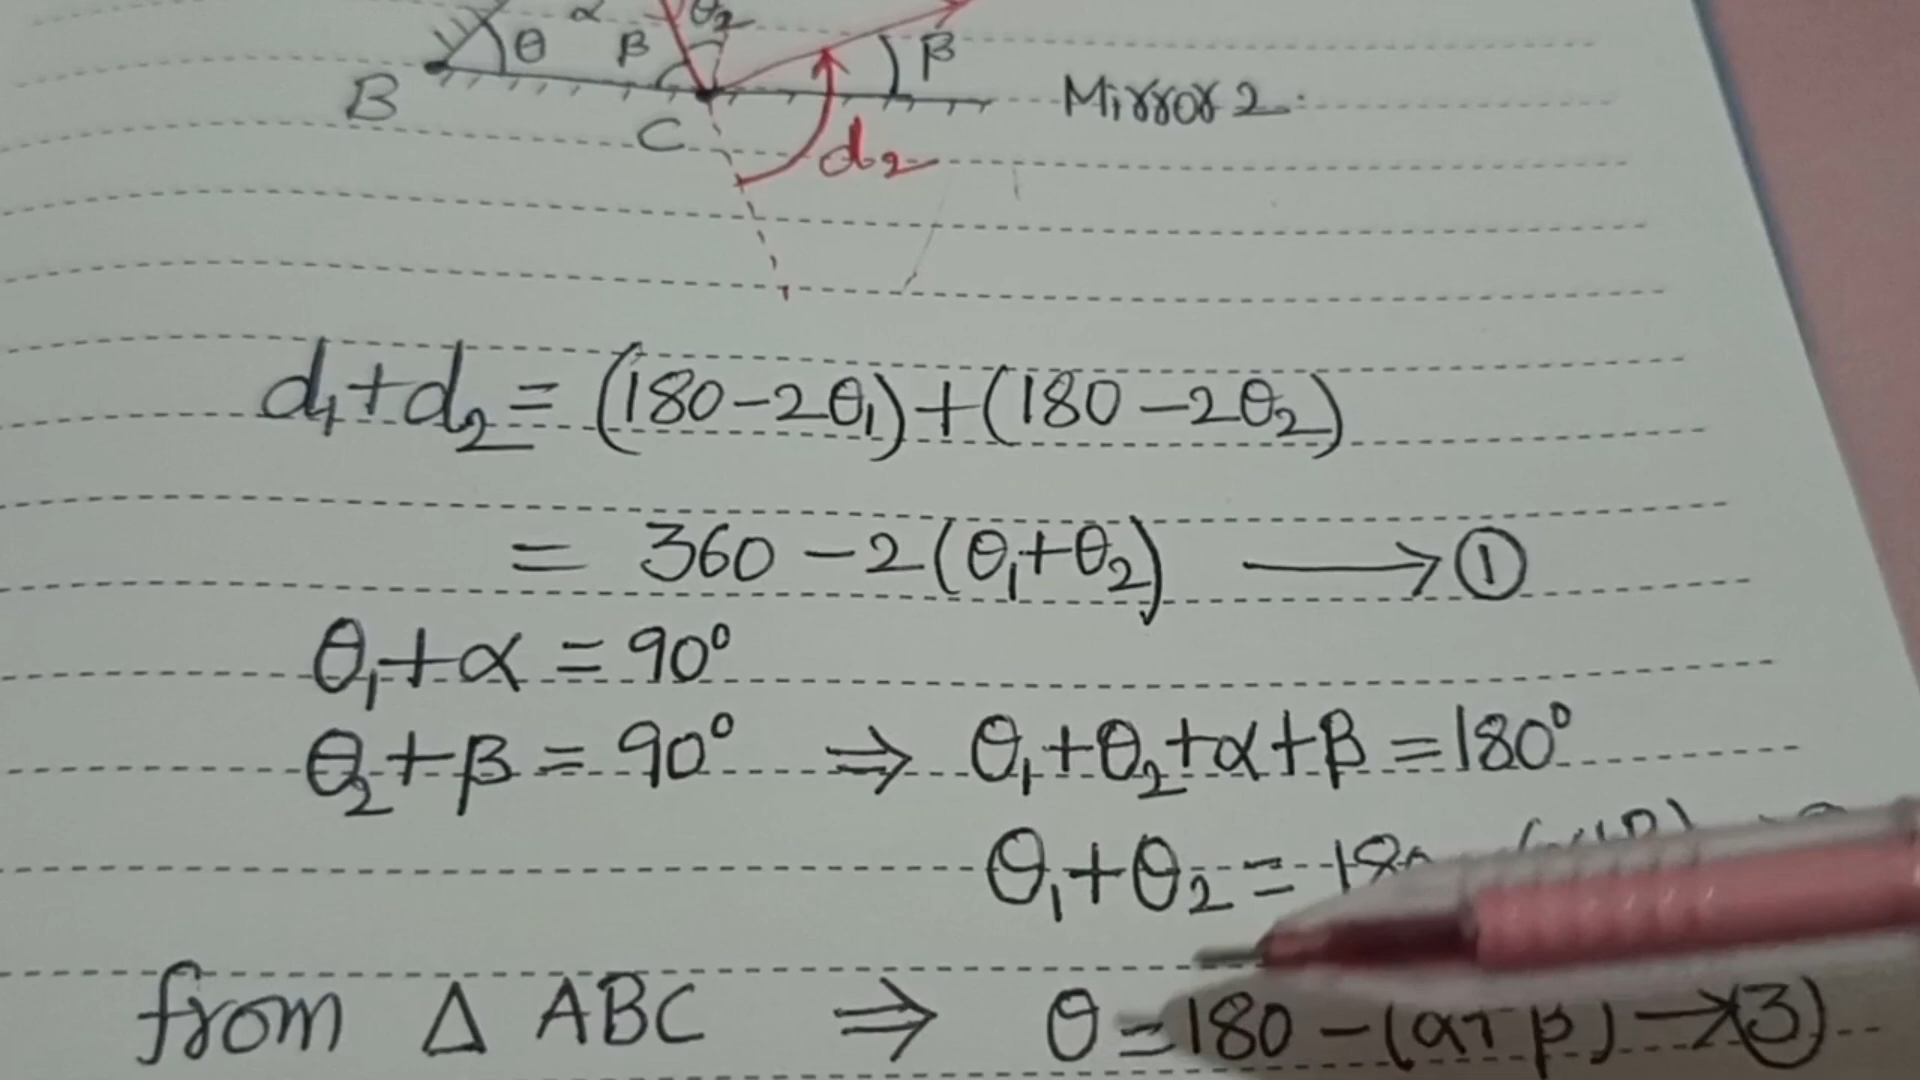 α θ₂
θ β β
B Mirror 2
C d₂
d₁+d₂ = (180-2θ₁)+(180-2θ₂)
= 360-2(θ₁+θ₂) → ①
θ₁+α = 90°
θ₂+β = 90° ⇒ θ₁+θ₂+α+β = 180°
θ₁+θ₂ =
from Δ ABC ⇒ θ = 180-(α+β) → ③